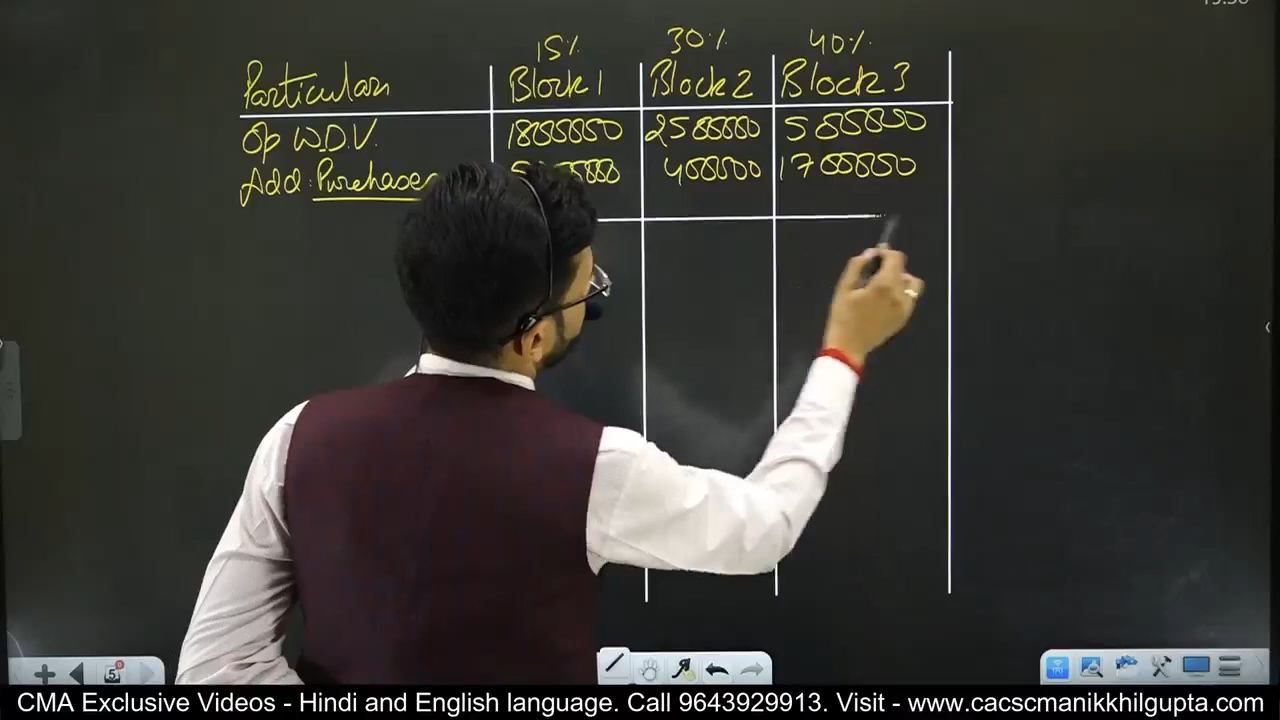 15% 30% 40%
Particulars Block 1 Block 2 Block 3
Op W.D.V. 1800000 2500000 500000
Add: Purchases 400000 1700000
CMA Exclusive Videos - Hindi and English language. Call 9643929913. Visit - www.cacscmanikkhilgupta.com